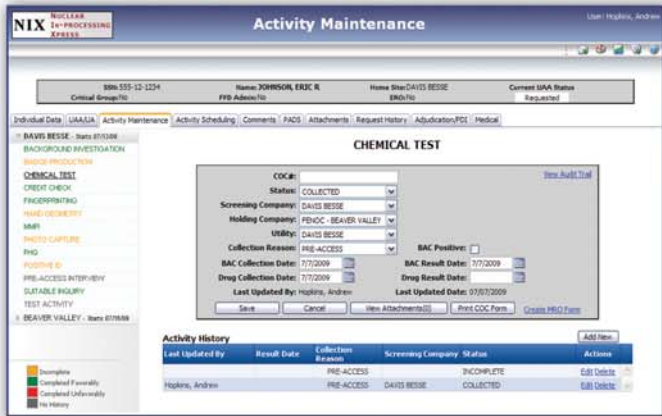 NIX NUCLEAR IN-PROCESSING XPRESS
Activity Maintenance
User: Hopkins, Andrew
SSN: 555-12-1234 Name: JOHNSON, ERIC R Home Site: DAVIS BESSE Current UAA Status
Critical Group: No FFD Admin: No ERO: No Requested
Individual Data UAA/UA Activity Maintenance Activity Scheduling Comments PADS Attachments Request History Adjudication/PDI Medical
DAVIS BESSE - Starts 07/13/08
BACKGROUND INVESTIGATION
BADGE PRODUCTION
CHEMICAL TEST
CREDIT CHECK
FINGERPRINTING
HAND GEOMETRY
MMPI
PHOTO CAPTURE
PHQ
POSITIVE ID
PRE-ACCESS INTERVIEW
SUITABLE INQUIRY
TEST ACTIVITY
BEAVER VALLEY - Starts 07/15/09
Incomplete
Completed Favorably
Completed Unfavorably
No History
CHEMICAL TEST
COC#:
View Audit Trail
Status: COLLECTED
Screening Company: DAVIS BESSE
Holding Company: FENOC - BEAVER VALLEY
Utility: DAVIS BESSE
Collection Reason: PRE-ACCESS BAC Positive:
BAC Collection Date: 7/7/2009 BAC Result Date: 7/7/2009
Drug Collection Date: 7/7/2009 Drug Result Date:
Last Updated By: Hopkins, Andrew Last Updated Date: 07/07/2009
Save Cancel View Attachments(0) Print COC Form Create MRO Form
Activity History
Add New
Last Updated By Result Date Collection Reason Screening Company Status Actions
PRE-ACCESS INCOMPLETE Edit Delete
Hopkins, Andrew PRE-ACCESS DAVIS BESSE COLLECTED Edit Delete